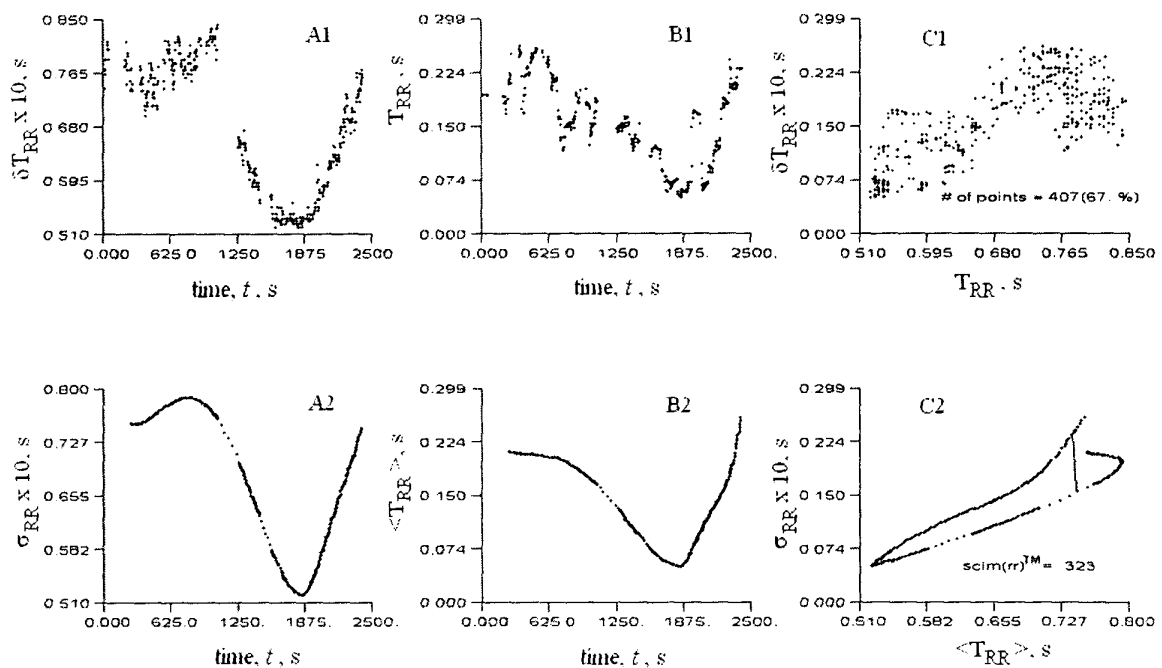 A1
δT_RR x 10, s
0.850
0.765
0.680
0.595
0.510
0.000 625.0 1250 1875. 2500.
time, t, s
B1
T_RR, s
0.299
0.224
0.150
0.074
0.000
0.000 625.0 1250. 1875. 2500.
time, t, s
C1
δT_RR x 10, s
0.299
0.224
0.150
0.074
0.000
# of points = 407(67. %)
0.510 0.595 0.680 0.765 0.850
T_RR, s
A2
σ_RR x 10, s
0.800
0.727
0.655
0.582
0.510
0.000 625.0 1250 1875. 2500.
time, t, s
B2
<T_RR>, s
0.299
0.224
0.150
0.074
0.000
0.000 625.0 1250. 1875. 2500.
time, t, s
C2
σ_RR x 10, s
0.299
0.224
0.150
0.074
0.000
scim(rr)™ = 323
0.510 0.582 0.655 0.727 0.800
<T_RR>, s